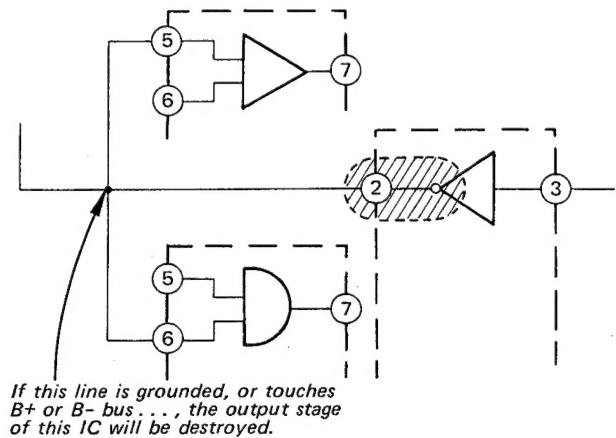 5
7
6
2
3
5
7
6
If this line is grounded, or touches
B+ or B- bus . . . , the output stage
of this IC will be destroyed.